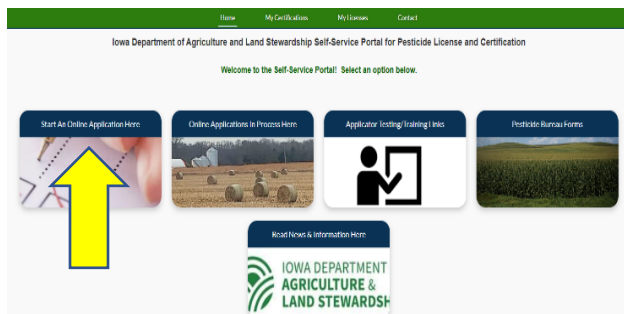 Home My Certifications My Licenses Contact
Iowa Department of Agriculture and Land Stewardship Self-Service Portal for Pesticide License and Certification
Welcome to the Self-Service Portal! Select an option below.
Start An Online Application Here
Online Applications In Process Here
Applicator Testing/Training Links
Pesticide Bureau Forms
Read News & Information Here
IOWA DEPARTMENT
AGRICULTURE &
LAND STEWARDSH